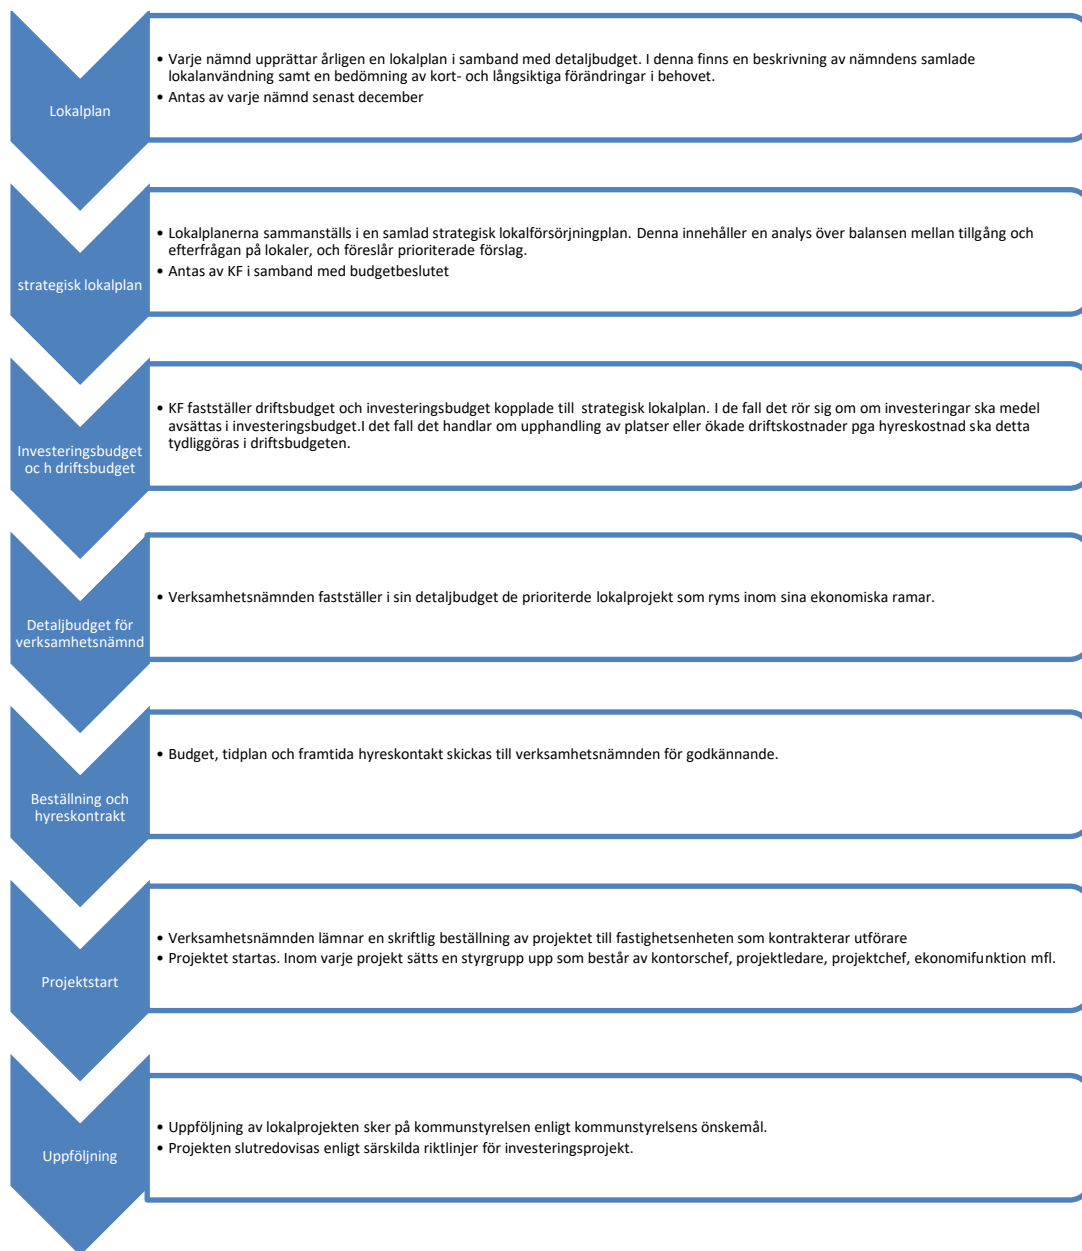 Lokalplan
• Varje nämnd upprättar årligen en lokalplan i samband med detaljbudget. I denna finns en beskrivning av nämndens samlade
lokalanvändning samt en bedömning av kort- och långsiktiga förändringar i behovet.
• Antas av varje nämnd senast december
strategisk lokalplan
• Lokalplanerna sammanställs i en samlad strategisk lokalförsörjningplan. Denna innehåller en analys över balansen mellan tillgång och
efterfrågan på lokaler, och föreslår prioriterade förslag.
• Antas av KF i samband med budgetbeslutet
Investeringsbudget
oc h driftsbudget
• KF fastställer driftsbudget och investeringsbudget kopplade till strategisk lokalplan. I de fall det rör sig om om investeringar ska medel
avsättas i investeringsbudget.I det fall det handlar om upphandling av platser eller ökade driftskostnader pga hyreskostnad ska detta
tydliggöras i driftsbudgeten.
Detaljbudget för
verksamhetsnämnd
• Verksamhetsnämnden fastställer i sin detaljbudget de prioriterde lokalprojekt som ryms inom sina ekonomiska ramar.
Beställning och
hyreskontrakt
• Budget, tidplan och framtida hyreskontakt skickas till verksamhetsnämnden för godkännande.
Projektstart
• Verksamhetsnämnden lämnar en skriftlig beställning av projektet till fastighetsenheten som kontrakterar utförare
• Projektet startas. Inom varje projekt sätts en styrgrupp upp som består av kontorschef, projektledare, projektchef, ekonomifunktion mfl.
Uppföljning
• Uppföljning av lokalprojekten sker på kommunstyrelsen enligt kommunstyrelsens önskemål.
• Projekten slutredovisas enligt särskilda riktlinjer för investeringsprojekt.